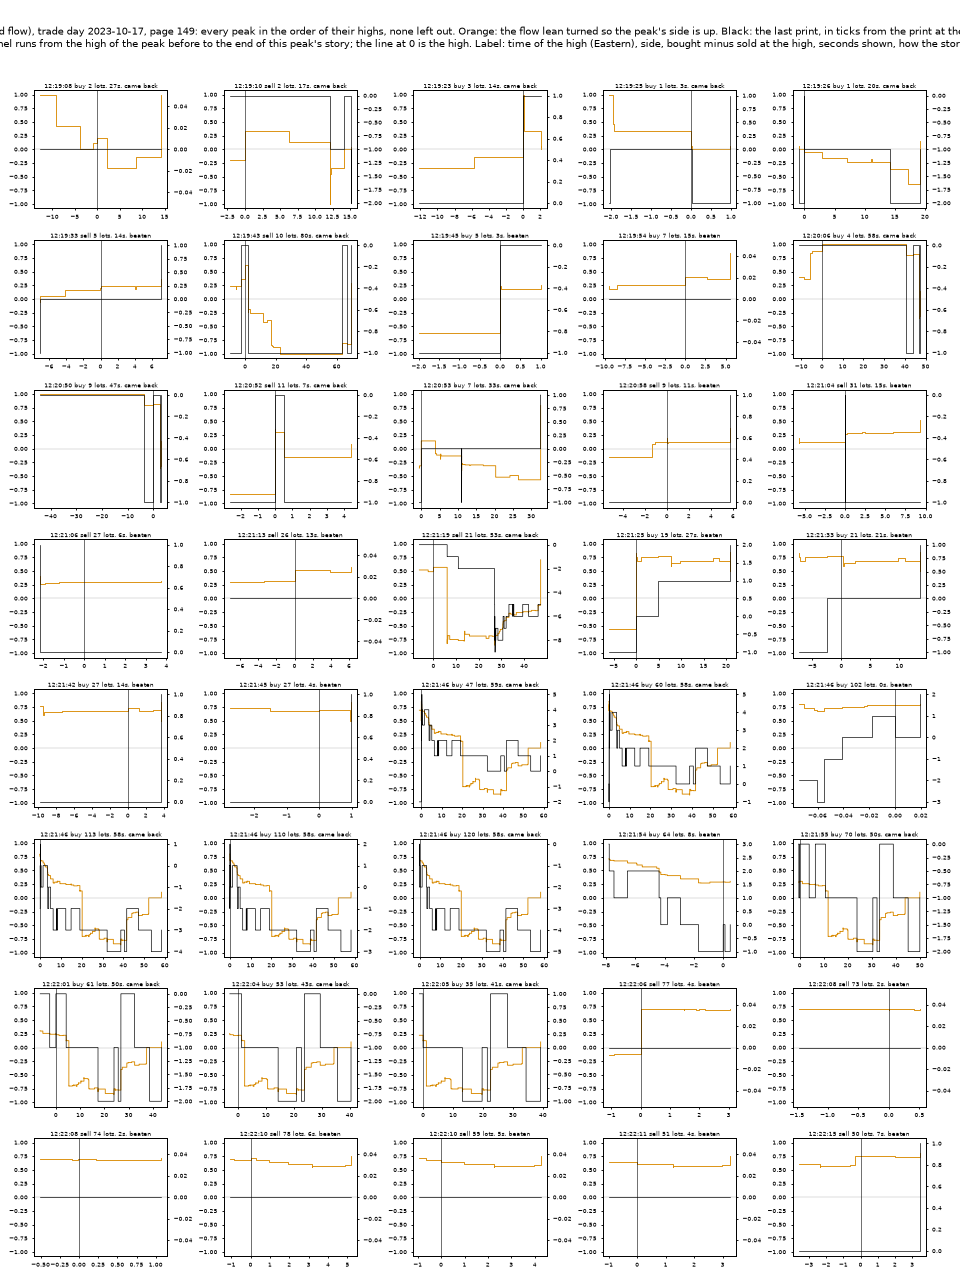 d flow), trade day 2023-10-17, page 149: every peak in the order of their highs, none left out. Orange: the flow lean turned so the peak's side is up. Black: the last print, in ticks from the print at the
nel runs from the high of the peak before to the end of this peak's story; the line at 0 is the high. Label: time of the high (Eastern), side, bought minus sold at the high, seconds shown, how the stor
12:19:08 buy 2 lots. 27s. came back
12:19:10 sell 2 lots. 17s. came back
12:19:23 buy 3 lots. 14s. came back
12:19:25 buy 1 lots. 3s. came back
12:19:26 buy 1 lots. 20s. came back
12:19:33 sell 5 lots. 14s. beaten
12:19:43 sell 10 lots. 80s. came back
12:19:45 buy 5 lots. 3s. beaten
12:19:54 buy 7 lots. 15s. beaten
12:20:06 buy 4 lots. 58s. came back
12:20:50 buy 9 lots. 47s. came back
12:20:52 sell 11 lots. 7s. came back
12:20:53 buy 7 lots. 33s. came back
12:20:58 sell 9 lots. 11s. beaten
12:21:04 sell 31 lots. 15s. beaten
12:21:06 sell 27 lots. 6s. beaten
12:21:13 sell 26 lots. 13s. beaten
12:21:19 sell 21 lots. 53s. came back
12:21:25 buy 19 lots. 27s. beaten
12:21:33 buy 21 lots. 21s. beaten
12:21:42 buy 27 lots. 14s. beaten
12:21:45 buy 27 lots. 4s. beaten
12:21:46 buy 47 lots. 59s. came back
12:21:46 buy 60 lots. 58s. came back
12:21:46 buy 102 lots. 0s. beaten
12:21:46 buy 113 lots. 58s. came back
12:21:46 buy 110 lots. 58s. came back
12:21:46 buy 120 lots. 58s. came back
12:21:54 buy 64 lots. 8s. beaten
12:21:55 buy 70 lots. 50s. came back
12:22:01 buy 61 lots. 50s. came back
12:22:04 buy 53 lots. 43s. came back
12:22:05 buy 35 lots. 41s. came back
12:22:06 sell 77 lots. 4s. beaten
12:22:08 sell 73 lots. 2s. beaten
12:22:08 sell 74 lots. 2s. beaten
12:22:10 sell 78 lots. 6s. beaten
12:22:10 sell 59 lots. 5s. beaten
12:22:11 sell 51 lots. 4s. beaten
12:22:15 sell 50 lots. 7s. beaten